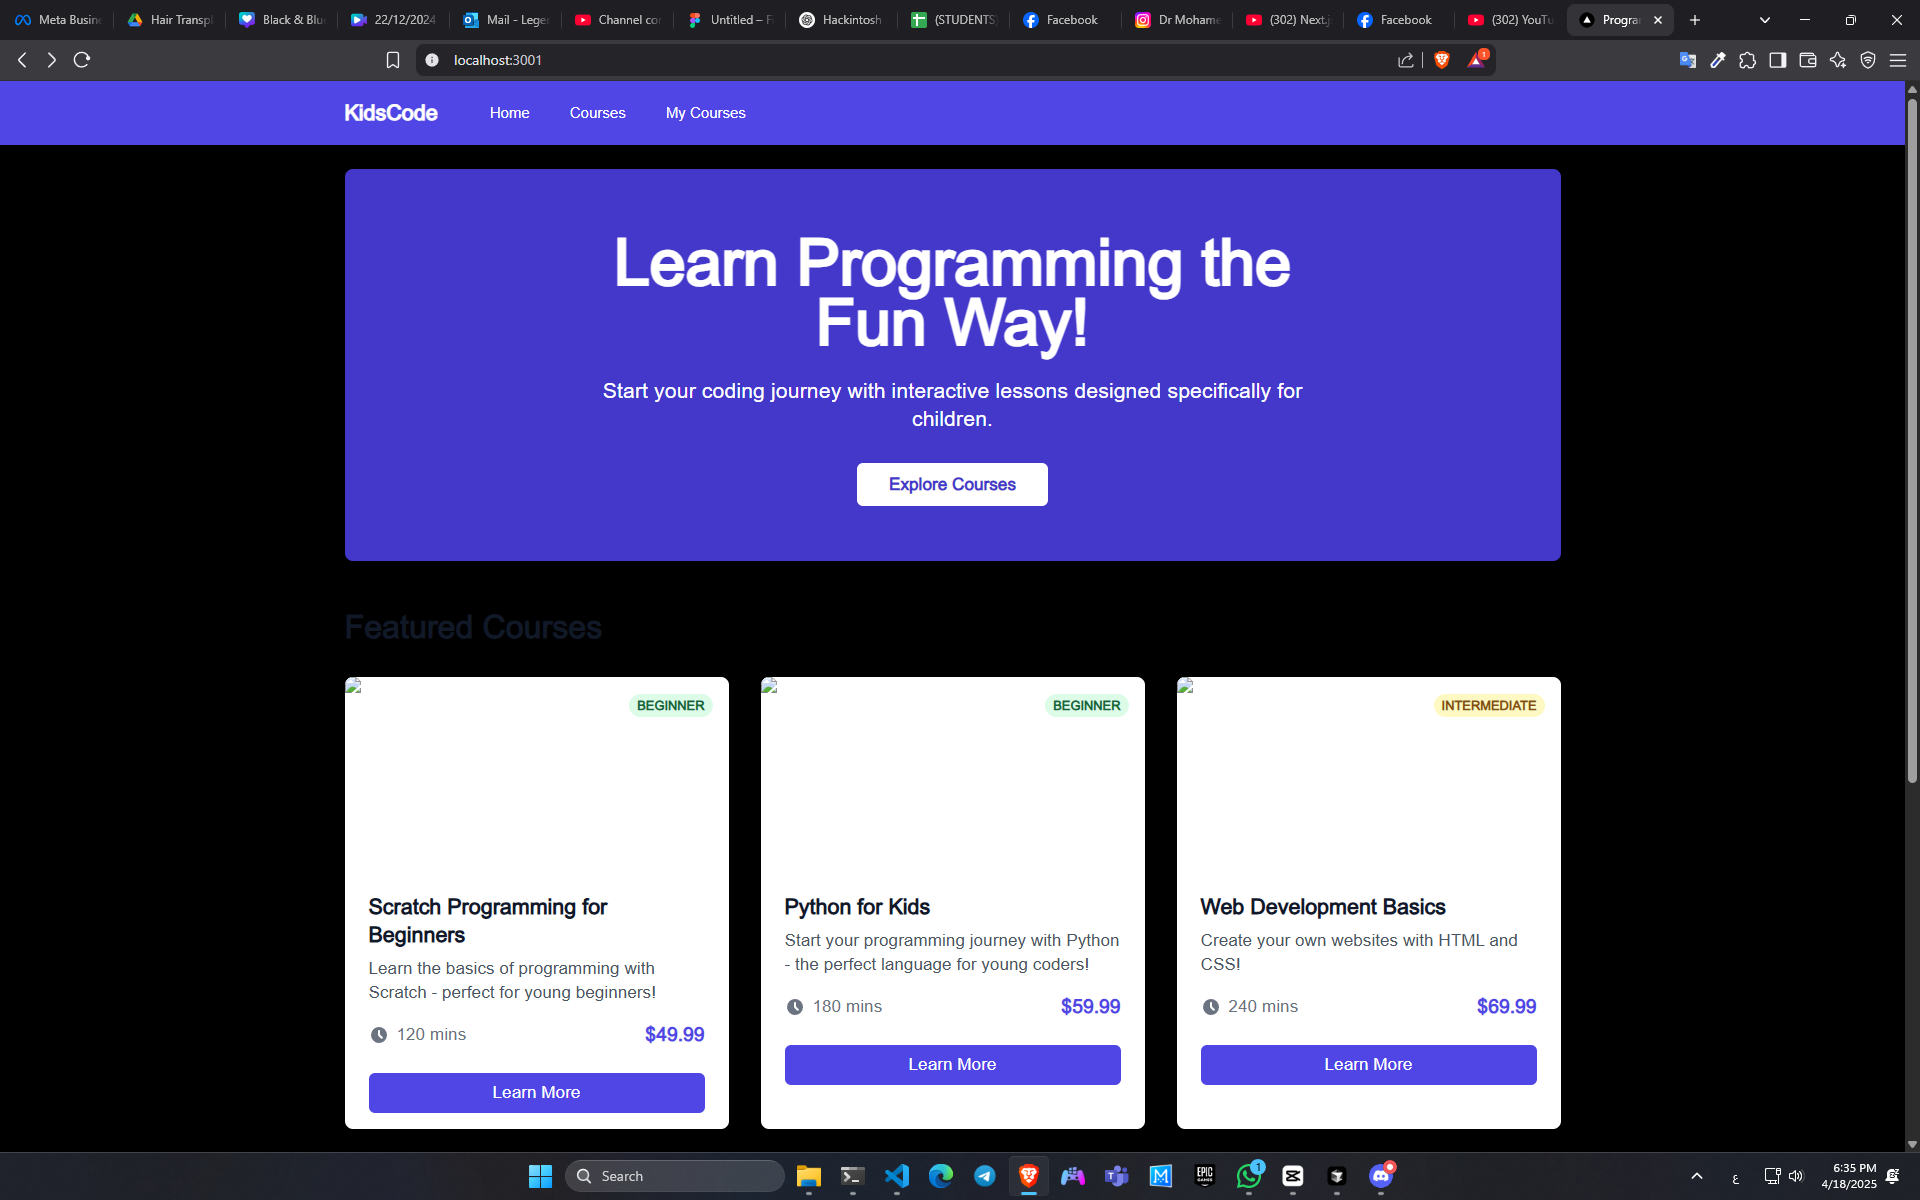 Meta Busine
Hair Transpl
Black & Blu
22/12/2024
Mail - Leger
Channel cor
Untitled – F
Hackintosh
(STUDENTS
Facebook
Dr Mohame
(302) Next.j
Facebook
(302) YouTu
Program
localhost:3001
1
KidsCode
Home
Courses
My Courses
Learn Programming the
Fun Way!
Start your coding journey with interactive lessons designed specifically for
children.
Explore Courses
Featured Courses
BEGINNER
Scratch Programming for
Beginners
Learn the basics of programming with
Scratch - perfect for young beginners!
120 mins
$49.99
Learn More
BEGINNER
Python for Kids
Start your programming journey with Python
- the perfect language for young coders!
180 mins
$59.99
Learn More
INTERMEDIATE
Web Development Basics
Create your own websites with HTML and
CSS!
240 mins
$69.99
Learn More
Search
EPIC
GAMES
1
ع
6:35 PM
4/18/2025